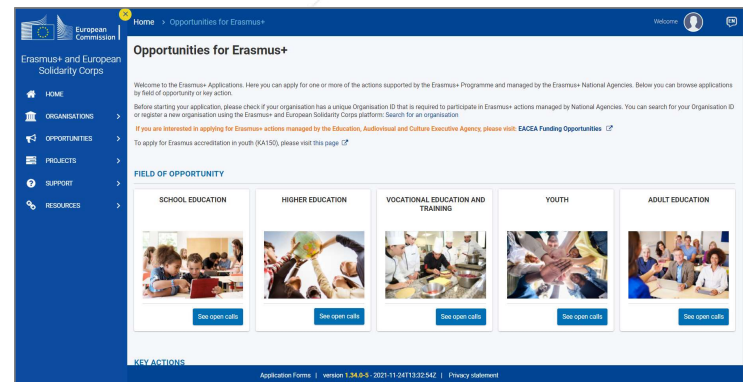 European
Commission
Erasmus+ and European
Solidarity Corps
HOME
ORGANISATIONS
OPPORTUNITIES
PROJECTS
SUPPORT
RESOURCES
Home > Opportunities for Erasmus+
Welcome
EN
Opportunities for Erasmus+
Welcome to the Erasmus+ Applications. Here you can apply for one or more of the actions supported by the Erasmus+ Programme and managed by the Erasmus+ National Agencies. Below you can browse applications
by field of opportunity or key action.
Before starting your application, please check if your organisation has a unique Organisation ID that is required to participate in Erasmus+ actions managed by National Agencies. You can search for your Organisation ID
or register a new organisation using the Erasmus+ and European Solidarity Corps platform: Search for an organisation
If you are interested in applying for Erasmus+ actions managed by the Education, Audiovisual and Culture Executive Agency, please visit: EACEA Funding Opportunities
To apply for Erasmus accreditation in youth (KA150), please visit this page
FIELD OF OPPORTUNITY
SCHOOL EDUCATION
See open calls
HIGHER EDUCATION
See open calls
VOCATIONAL EDUCATION AND
TRAINING
See open calls
YOUTH
See open calls
ADULT EDUCATION
See open calls
KEY ACTIONS
Application Forms | version 1.34.0-5 - 2021-11-24T13:32:54Z | Privacy statement